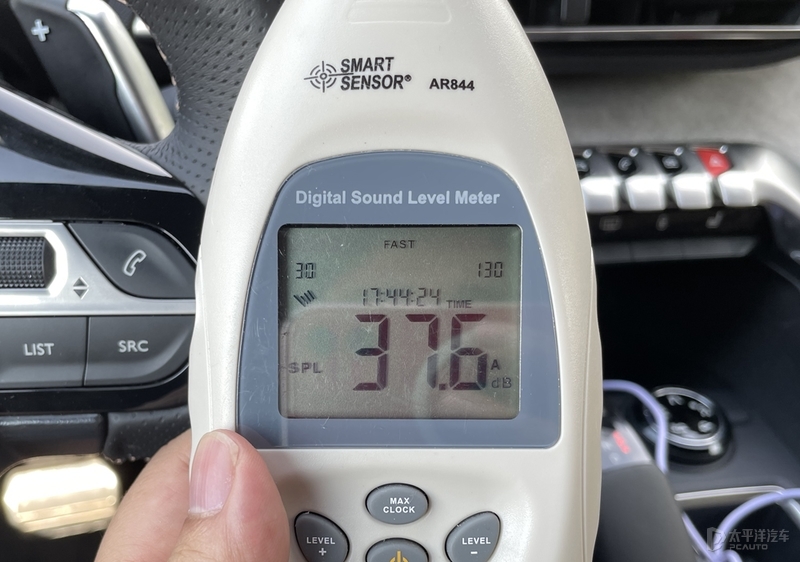 SMART
SENSOR® AR844
Digital Sound Level Meter
FAST
30 130
17:44:24 TIME
37.6
SPL A
dB
LIST
SRC
MAX
CLOCK
LEVEL
+
LEVEL
-
太平洋汽车
PCAUTO